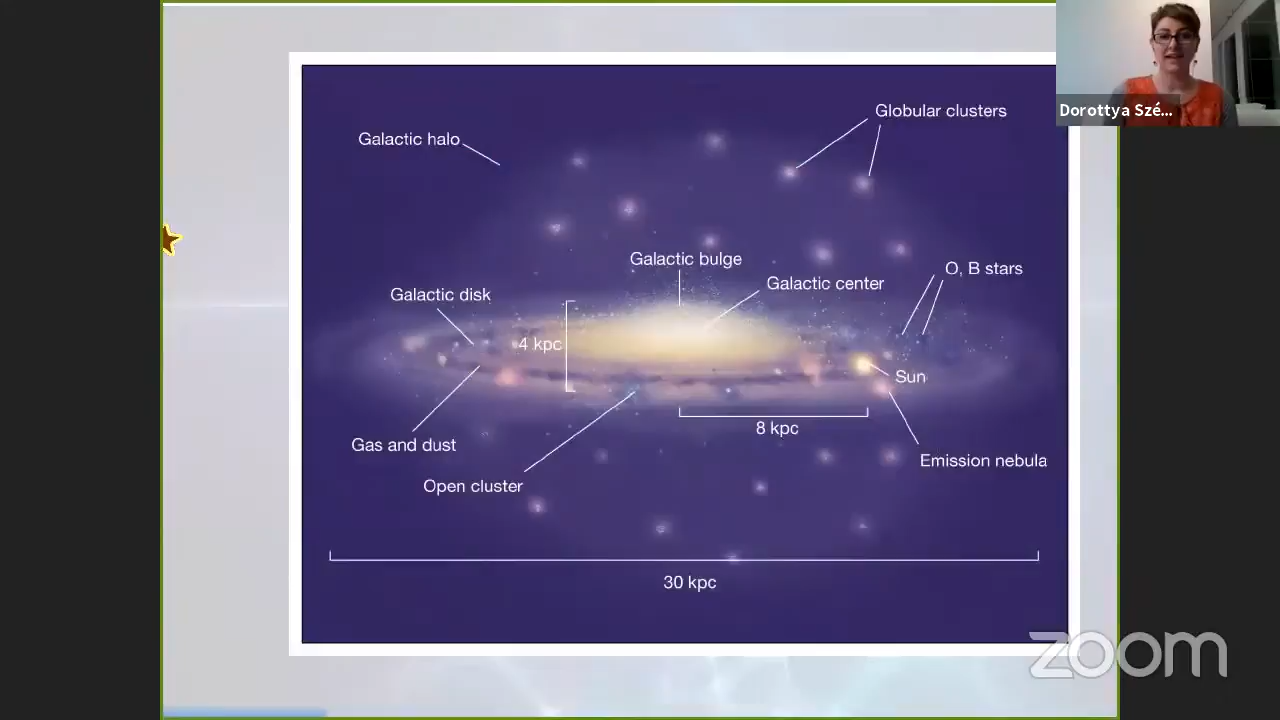 Dorottya Szé...
Globular clusters
Galactic halo
Galactic bulge
O, B stars
Galactic center
Galactic disk
4 kpc
Sun
8 kpc
Gas and dust
Emission nebula
Open cluster
30 kpc
zoom